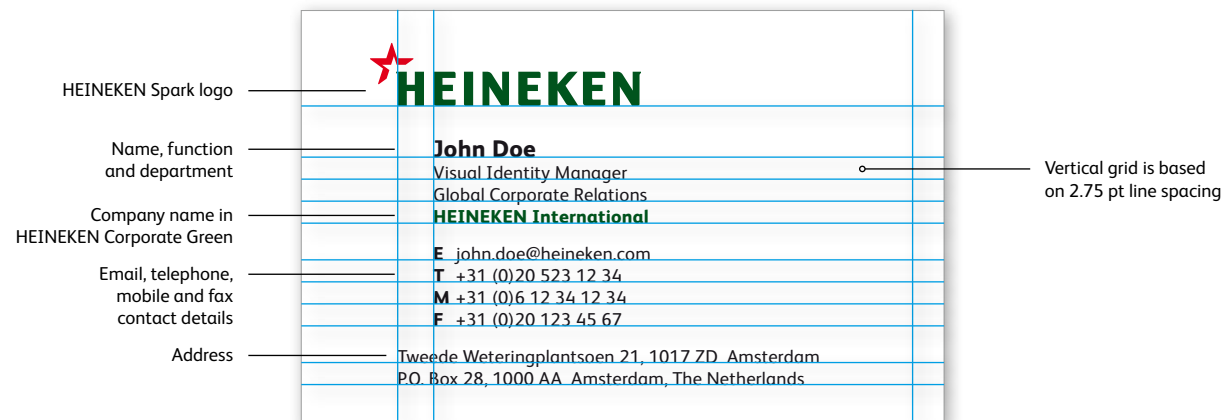 HEINEKEN
HEINEKEN Spark logo
Name, function
and department
Company name in
HEINEKEN Corporate Green
Email, telephone,
mobile and fax
contact details
Address
John Doe
Visual Identity Manager
Global Corporate Relations
HEINEKEN International
E john.doe@heineken.com
T +31 (0)20 523 12 34
M +31 (0)6 12 34 12 34
F +31 (0)20 123 45 67
Tweede Weteringplantsoen 21, 1017 ZD Amsterdam
P.O. Box 28, 1000 AA Amsterdam, The Netherlands
Vertical grid is based
on 2.75 pt line spacing